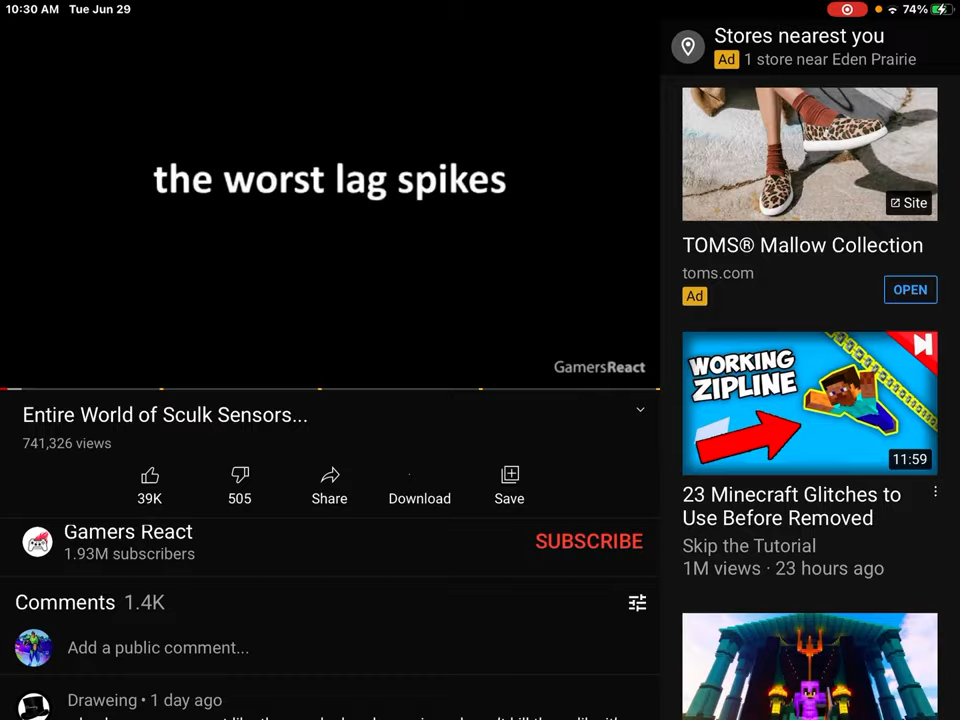 10:30 AM Tue Jun 29
74%
the worst lag spikes
GamersReact
Entire World of Sculk Sensors...
741,326 views
39K
505
Share
Download
Save
Gamers React
1.93M subscribers
SUBSCRIBE
Comments 1.4K
Add a public comment...
Draweing • 1 day ago
Stores nearest you
Ad 1 store near Eden Prairie
Site
TOMS® Mallow Collection
toms.com
Ad
OPEN
WORKING
ZIPLINE
11:59
23 Minecraft Glitches to
Use Before Removed
Skip the Tutorial
1M views · 23 hours ago